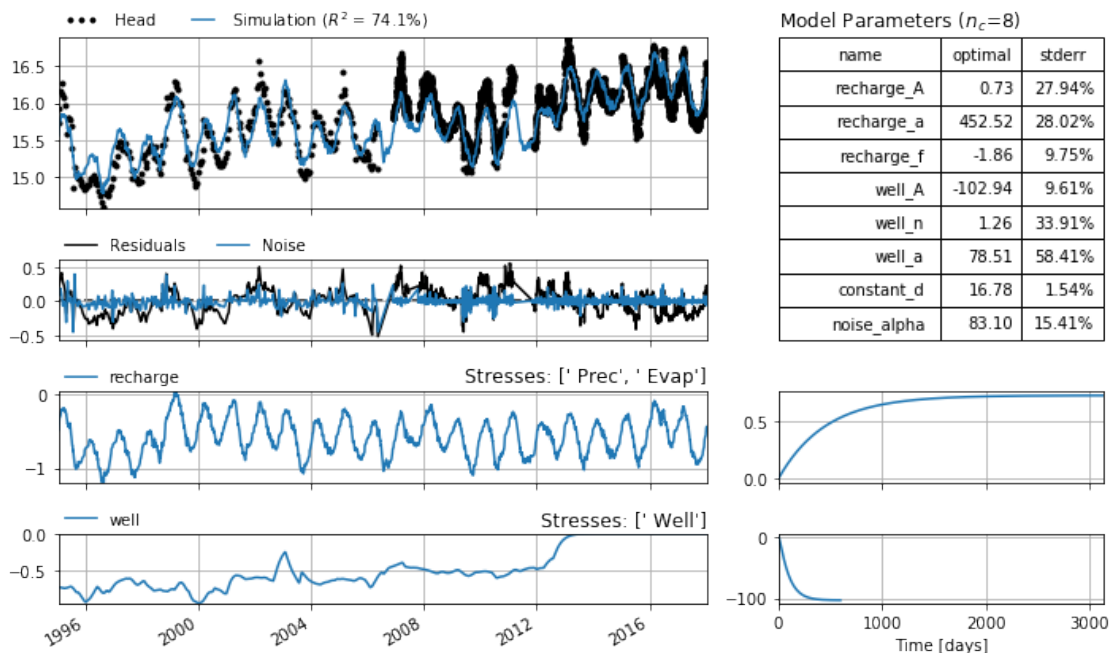 Head Simulation (R² = 74.1%)
16.5
16.0
15.5
15.0
Residuals Noise
0.5
0.0
−0.5
recharge Stresses: [' Prec', ' Evap']
0
−1
well Stresses: [' Well']
0.0
−0.5
1996 2000 2004 2008 2012 2016
Model Parameters (n_c=8)
name optimal stderr
recharge_A 0.73 27.94%
recharge_a 452.52 28.02%
recharge_f -1.86 9.75%
well_A -102.94 9.61%
well_n 1.26 33.91%
well_a 78.51 58.41%
constant_d 16.78 1.54%
noise_alpha 83.10 15.41%
0.5
0.0
0
−100
0 1000 2000 3000
Time [days]